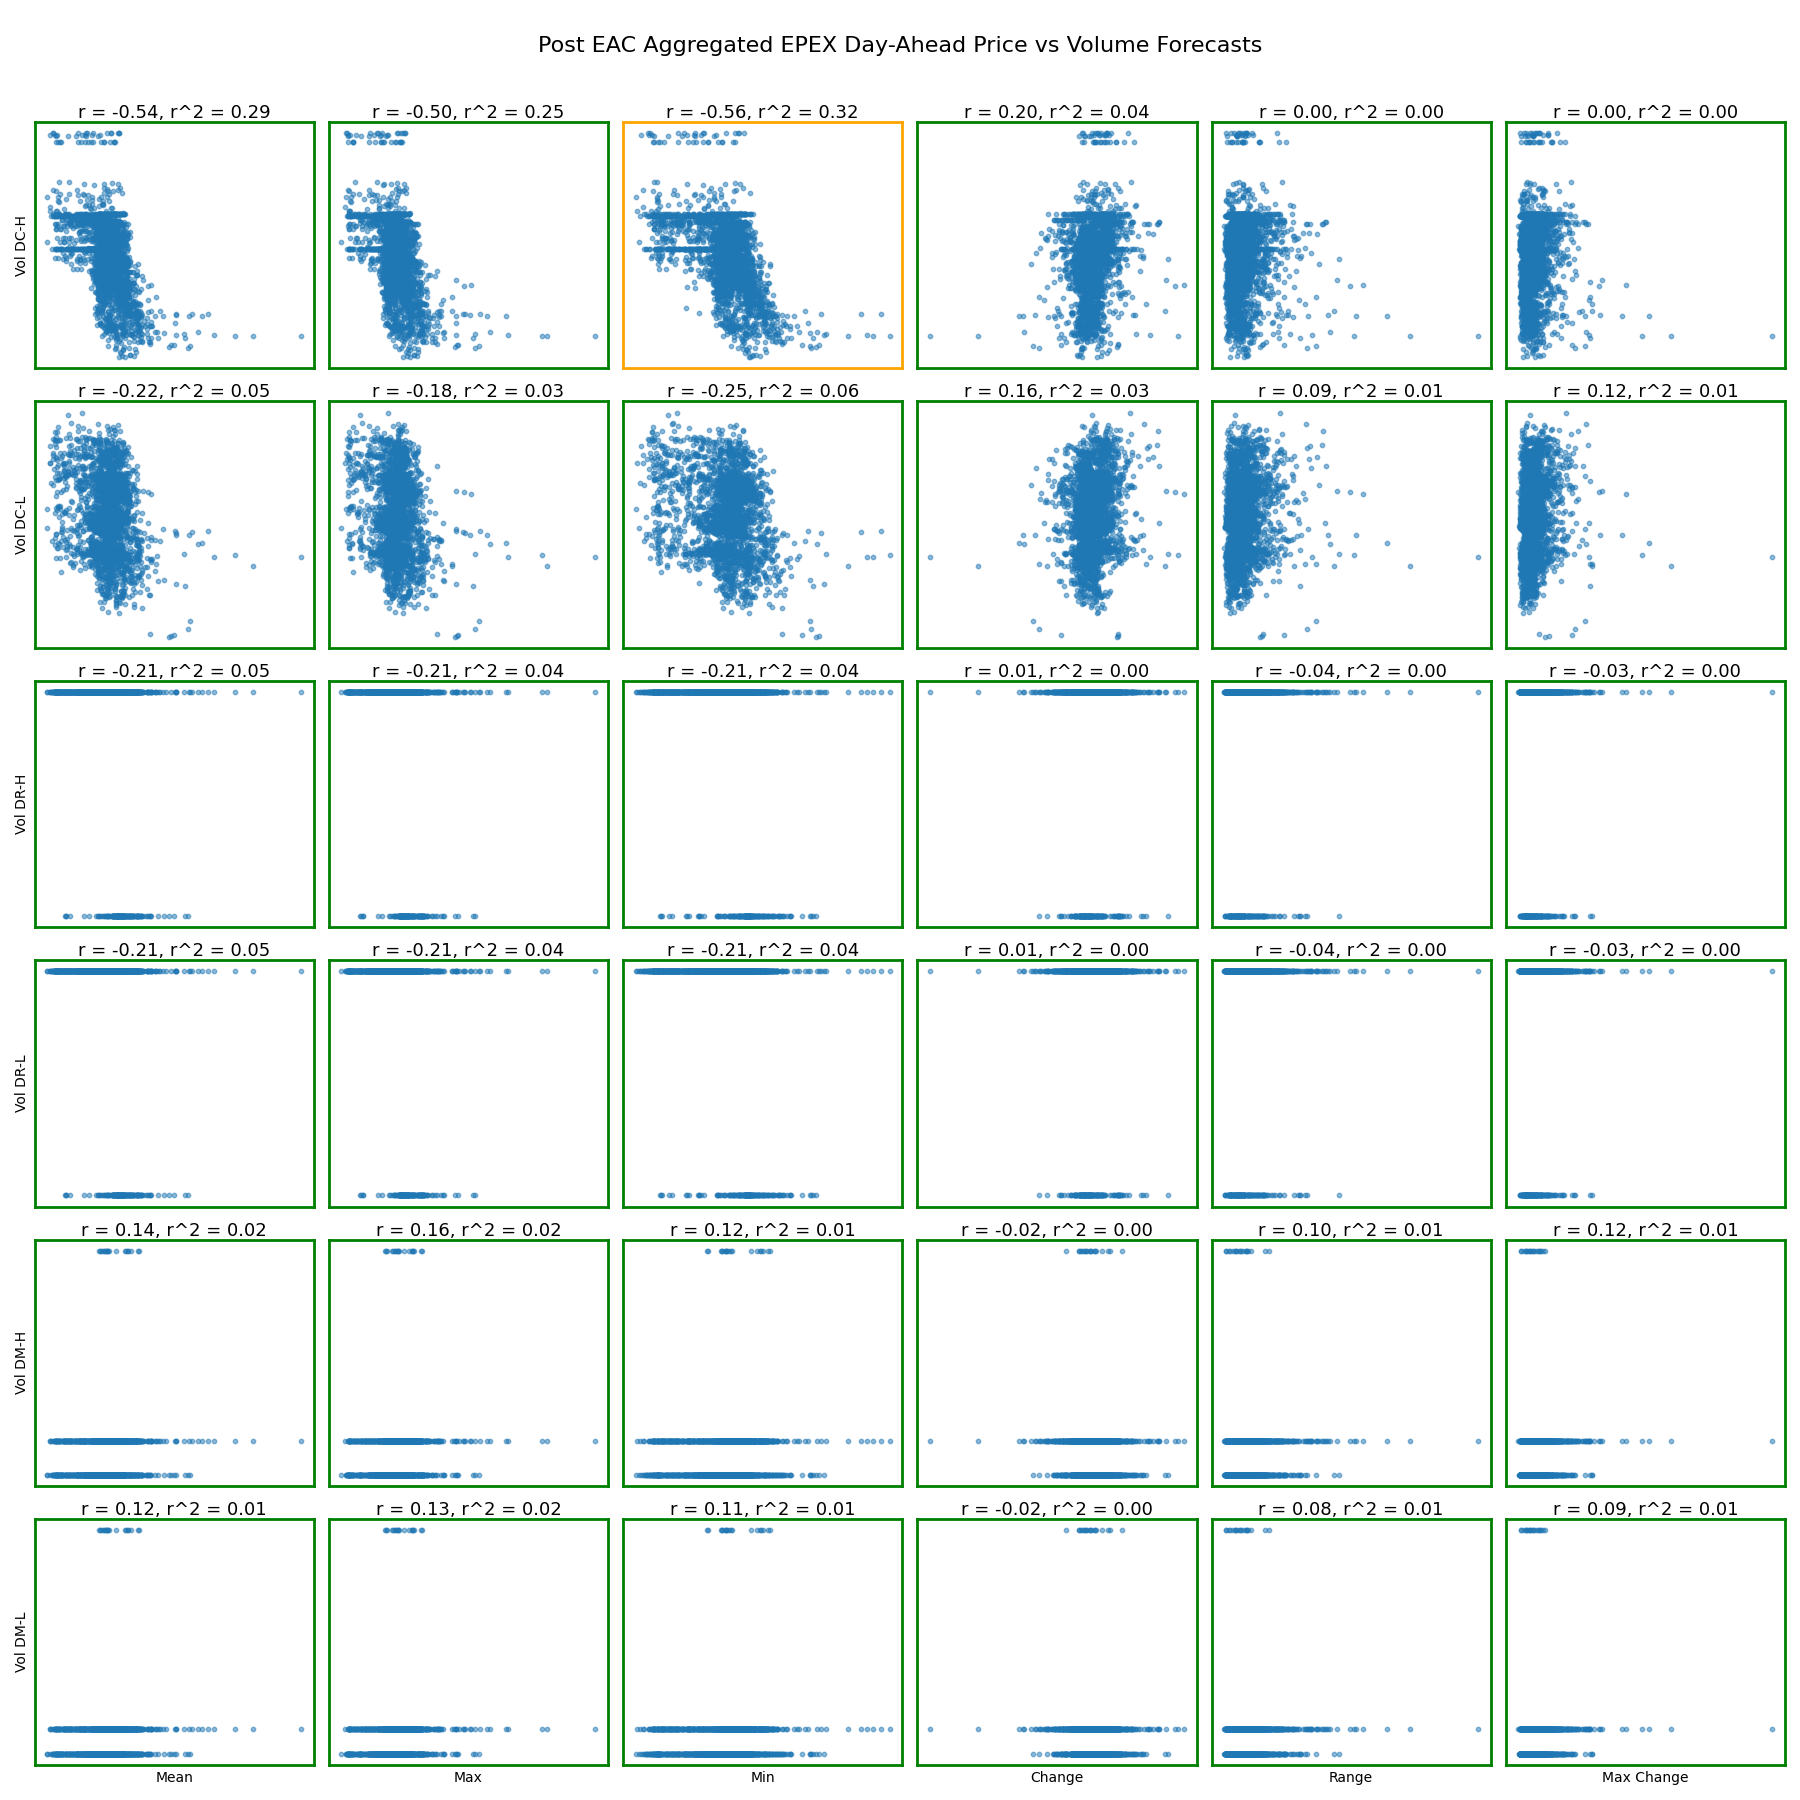 Post EAC Aggregated EPEX Day-Ahead Price vs Volume Forecasts
r = -0.54, r^2 = 0.29
r = -0.50, r^2 = 0.25
r = -0.56, r^2 = 0.32
r = 0.20, r^2 = 0.04
r = 0.00, r^2 = 0.00
r = 0.00, r^2 = 0.00
Vol DC-H
r = -0.22, r^2 = 0.05
r = -0.18, r^2 = 0.03
r = -0.25, r^2 = 0.06
r = 0.16, r^2 = 0.03
r = 0.09, r^2 = 0.01
r = 0.12, r^2 = 0.01
Vol DC-L
r = -0.21, r^2 = 0.05
r = -0.21, r^2 = 0.04
r = -0.21, r^2 = 0.04
r = 0.01, r^2 = 0.00
r = -0.04, r^2 = 0.00
r = -0.03, r^2 = 0.00
Vol DR-H
r = -0.21, r^2 = 0.05
r = -0.21, r^2 = 0.04
r = -0.21, r^2 = 0.04
r = 0.01, r^2 = 0.00
r = -0.04, r^2 = 0.00
r = -0.03, r^2 = 0.00
Vol DR-L
r = 0.14, r^2 = 0.02
r = 0.16, r^2 = 0.02
r = 0.12, r^2 = 0.01
r = -0.02, r^2 = 0.00
r = 0.10, r^2 = 0.01
r = 0.12, r^2 = 0.01
Vol DM-H
r = 0.12, r^2 = 0.01
r = 0.13, r^2 = 0.02
r = 0.11, r^2 = 0.01
r = -0.02, r^2 = 0.00
r = 0.08, r^2 = 0.01
r = 0.09, r^2 = 0.01
Vol DM-L
Mean
Max
Min
Change
Range
Max Change